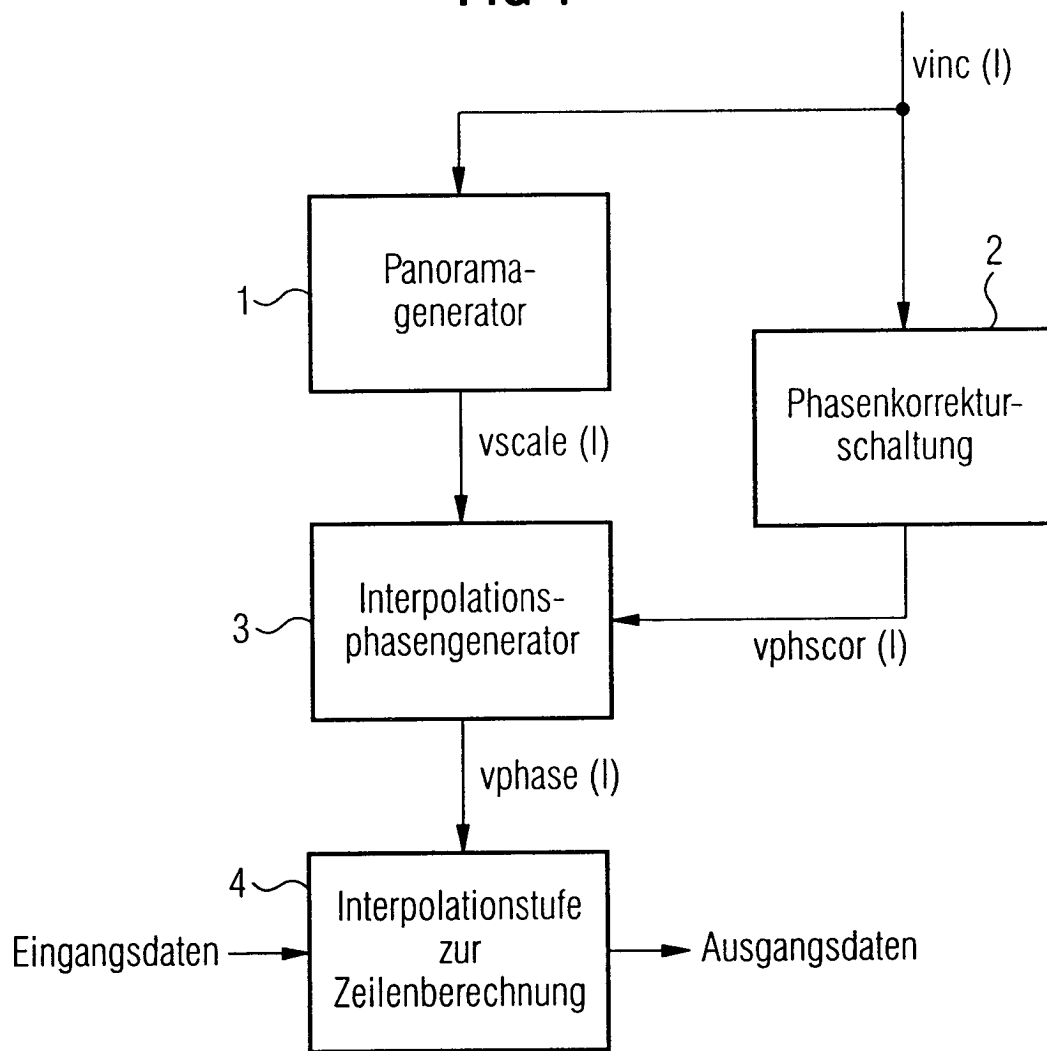 vinc (l)
Panorama-
generator
1
2
Phasenkorrektur-
schaltung
vscale (l)
Interpolations-
phasengenerator
3
vphscor (l)
vphase (l)
4
Interpolationstufe
zur
Zeilenberechnung
Eingangsdaten
Ausgangsdaten